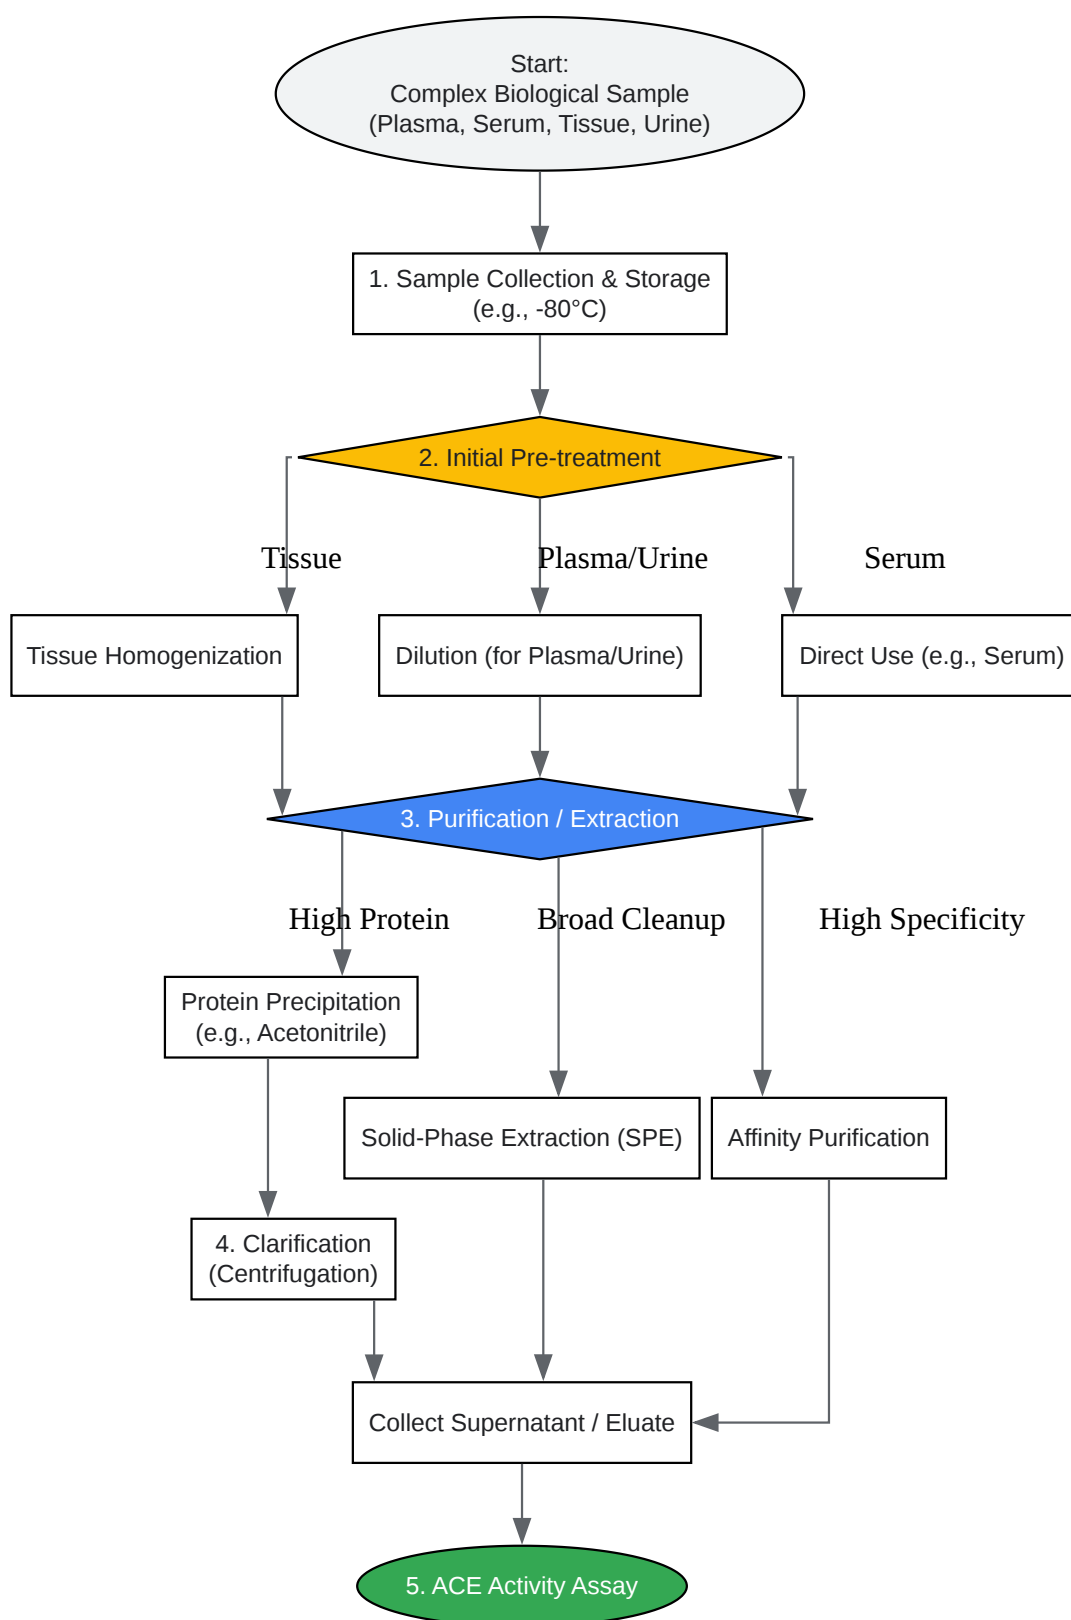 Start:
Complex Biological Sample
(Plasma, Serum, Tissue, Urine)
1. Sample Collection & Storage
(e.g., -80°C)
2. Initial Pre-treatment
Tissue
Plasma/Urine
Serum
Tissue Homogenization
Dilution (for Plasma/Urine)
Direct Use (e.g., Serum)
3. Purification / Extraction
High Protein
Broad Cleanup
High Specificity
Protein Precipitation
(e.g., Acetonitrile)
Solid-Phase Extraction (SPE)
Affinity Purification
4. Clarification
(Centrifugation)
Collect Supernatant / Eluate
5. ACE Activity Assay